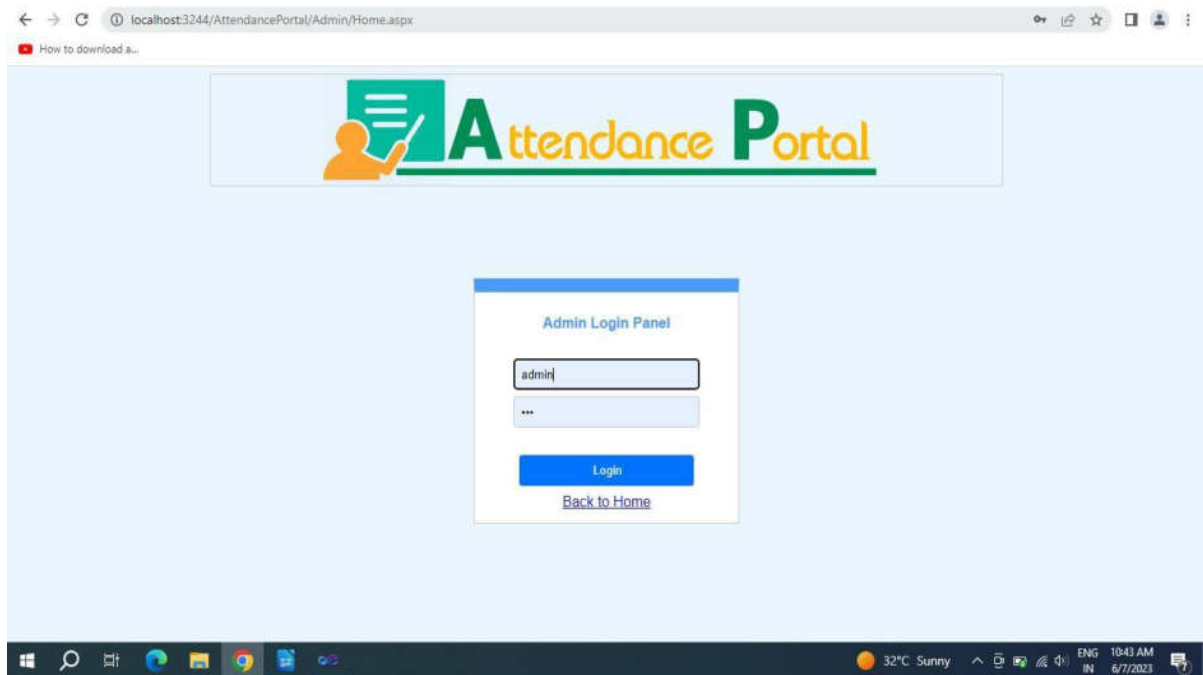 localhost:3244/AttendancePortal/Admin/Home.aspx
How to download a...
Attendance Portal
Admin Login Panel
admin
•••
Login
Back to Home
32°C Sunny
ENG 10:43 AM
IN 6/7/2023
7